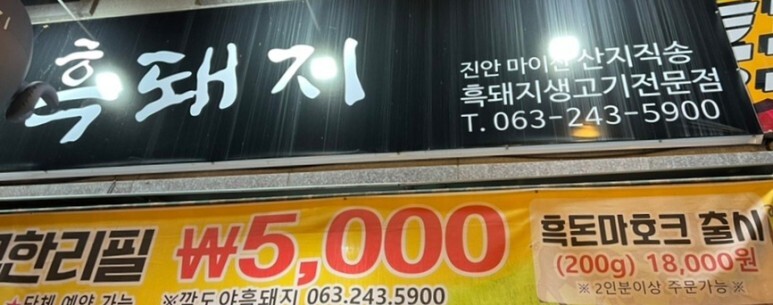 흑돼지
진안 마이산 산지직송
흑돼지생고기전문점
T. 063-243-5900
한리필 ₩5,000
★단체 예약 가능 ※깜도야흑돼지 063.243.5900
흑돈마호크 출시
(200g) 18,000원
※ 2인분이상 주문가능 ※